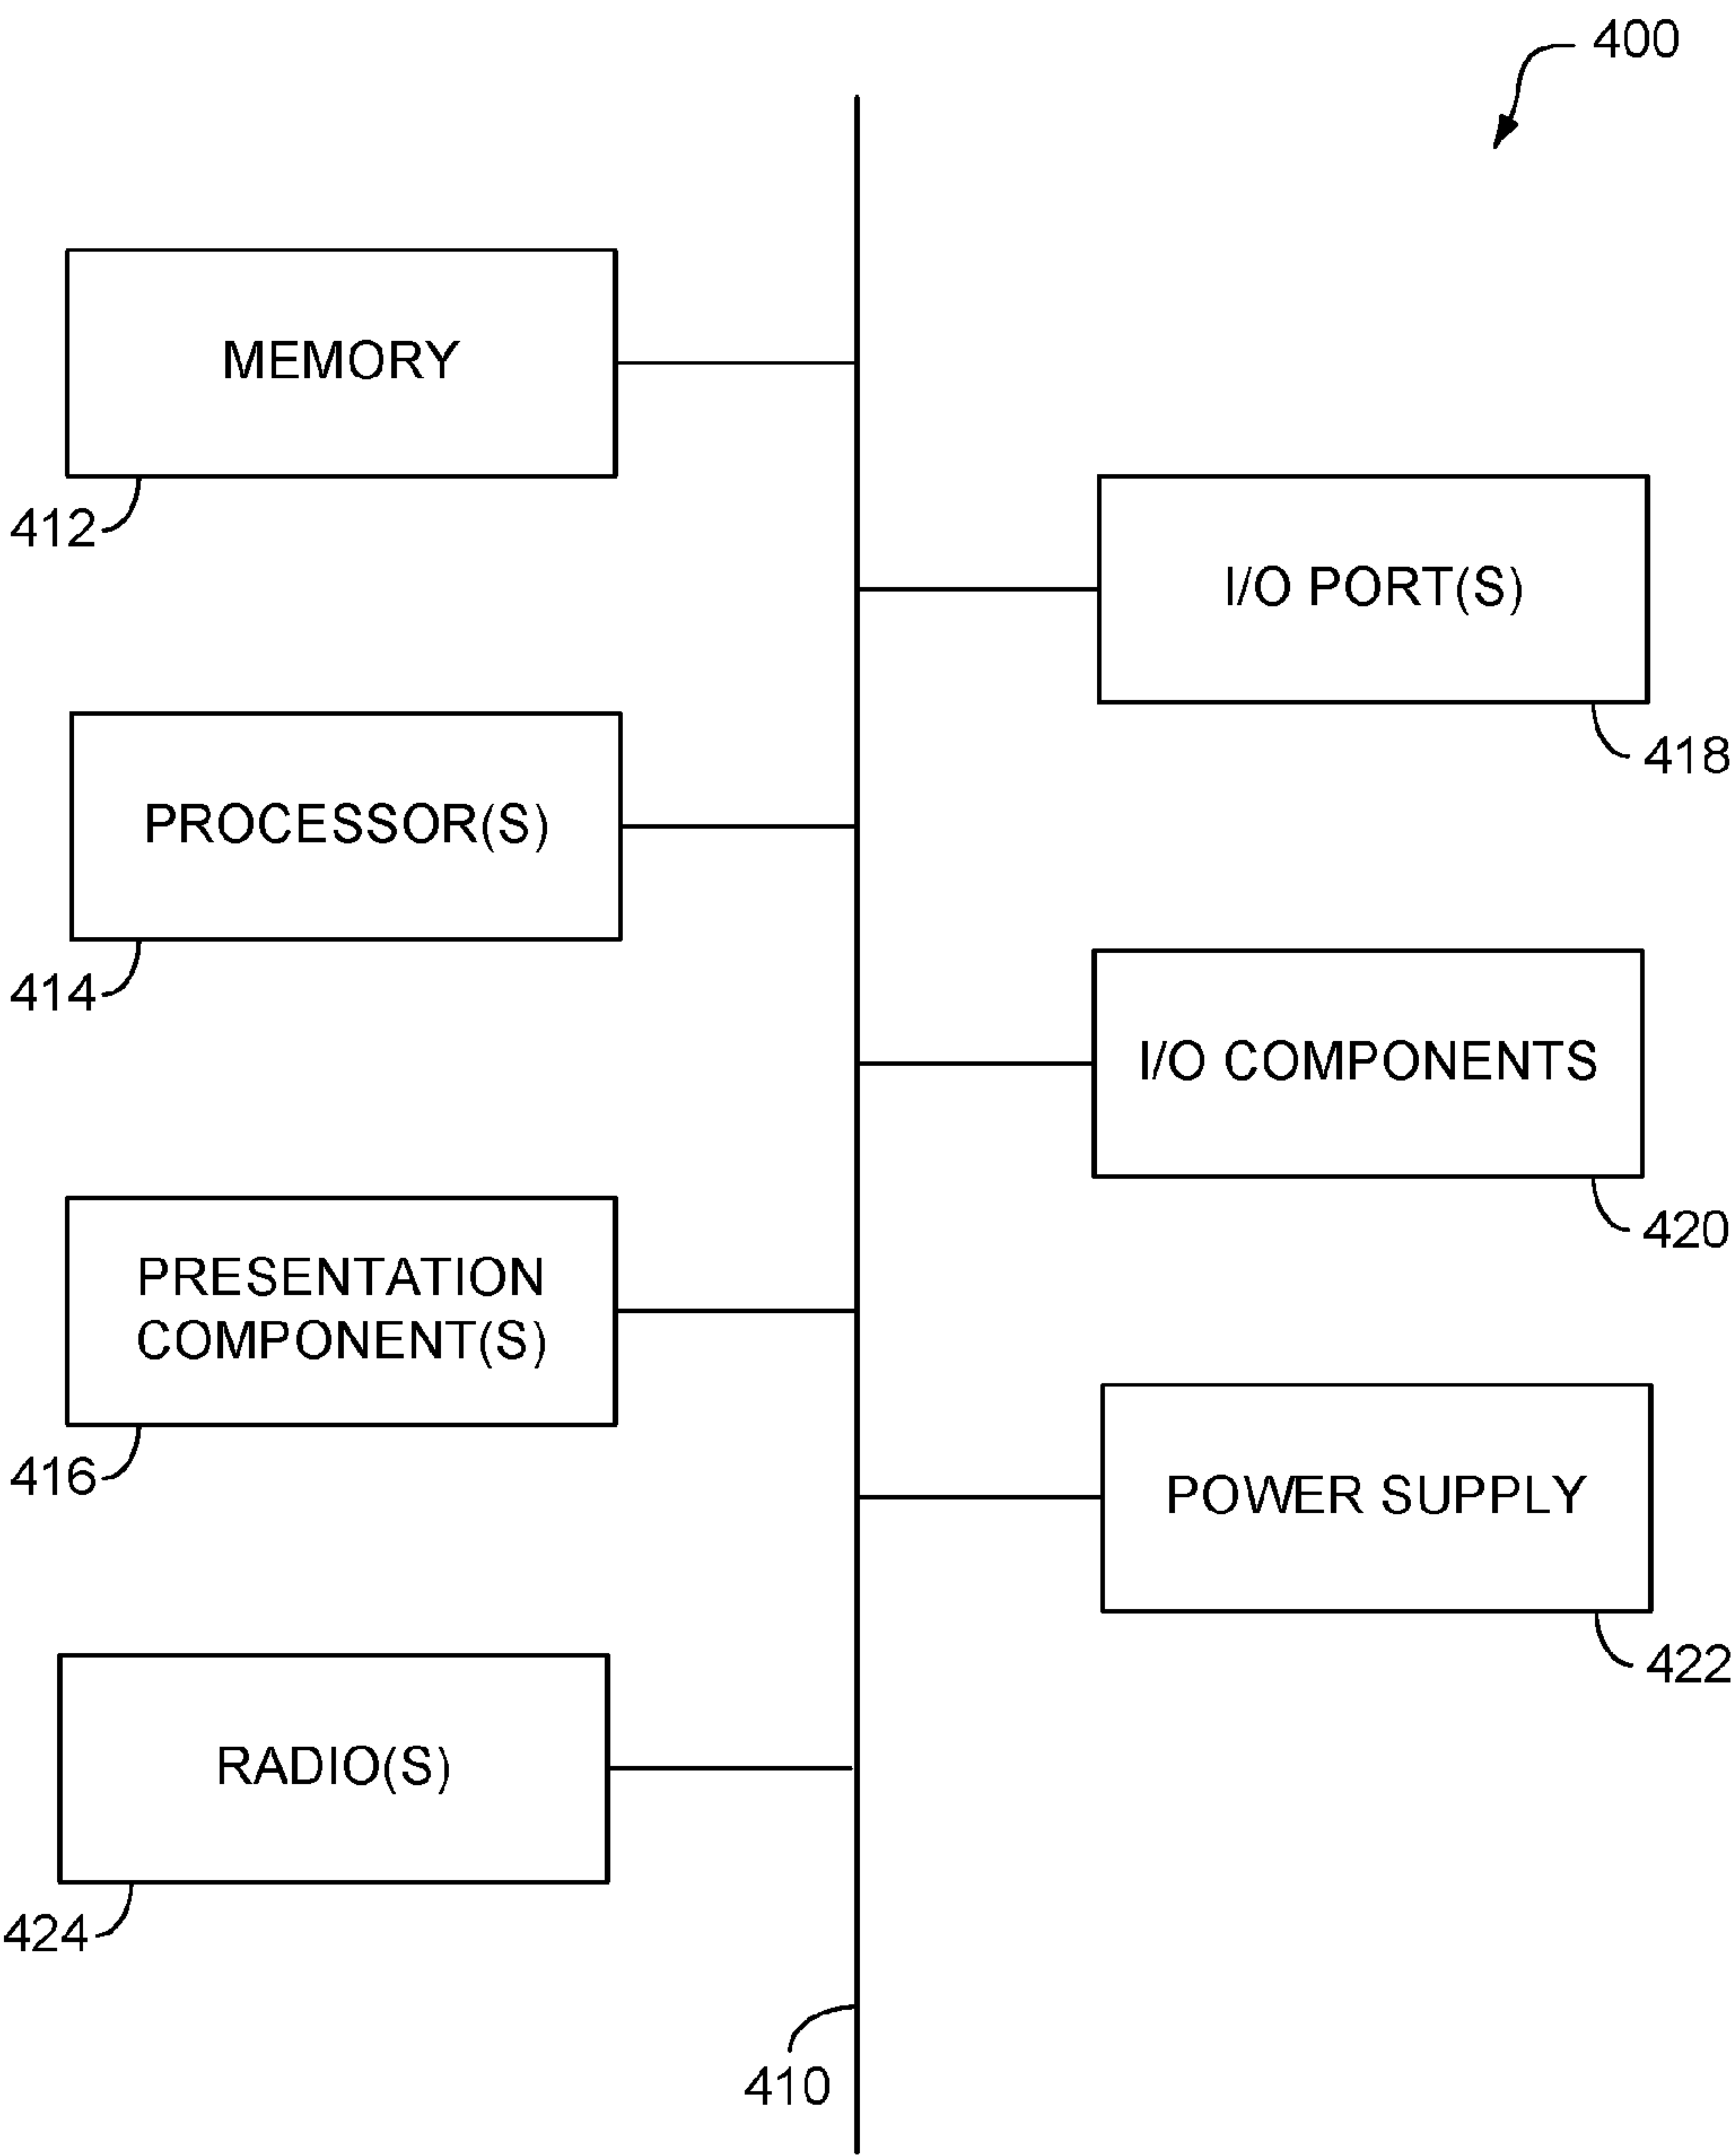 400
MEMORY
412
I/O PORT(S)
418
PROCESSOR(S)
414
I/O COMPONENTS
420
PRESENTATION
COMPONENT(S)
416
POWER SUPPLY
422
RADIO(S)
424
410